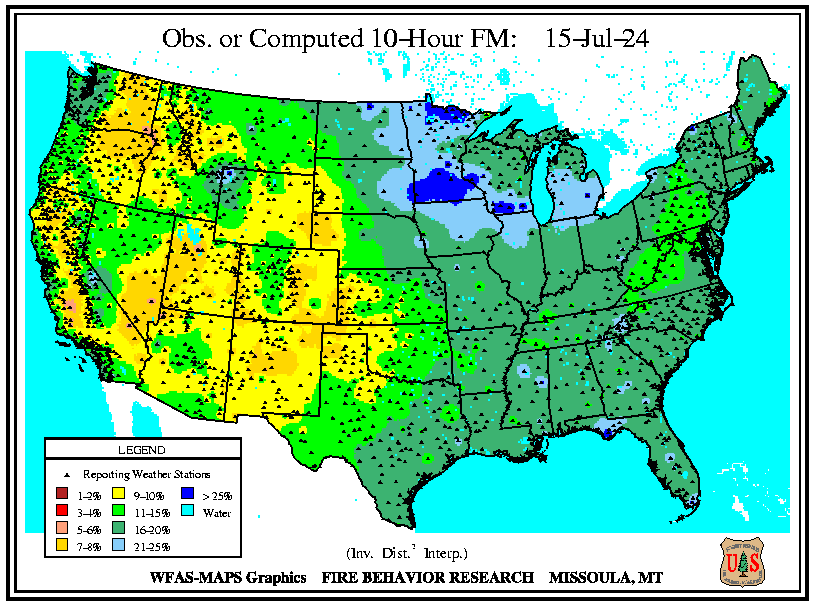 Obs. or Computed 10-Hour FM: 15-Jul-24
LEGEND
Reporting Weather Stations
1-2% 9-10% > 25%
3-4% 11-15% Water
5-6% 16-20%
7-8% 21-25%
(Inv. Dist.² Interp.)
WFAS-MAPS Graphics FIRE BEHAVIOR RESEARCH MISSOULA, MT
U S